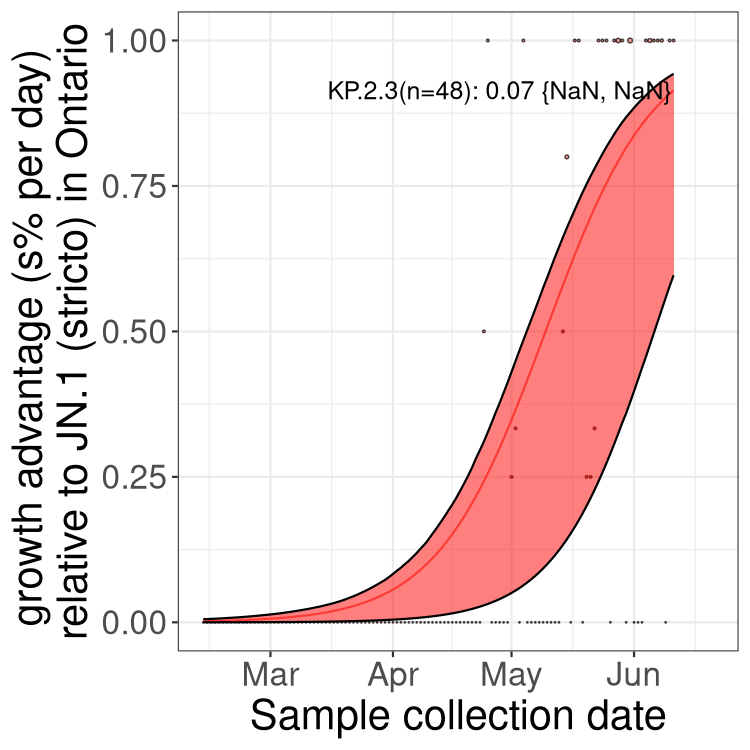 growth advantage (s% per day)
relative to JN.1 (stricto) in Ontario
1.00
0.75
0.50
0.25
0.00
KP.2.3(n=48): 0.07 {NaN, NaN}
Mar Apr May Jun
Sample collection date